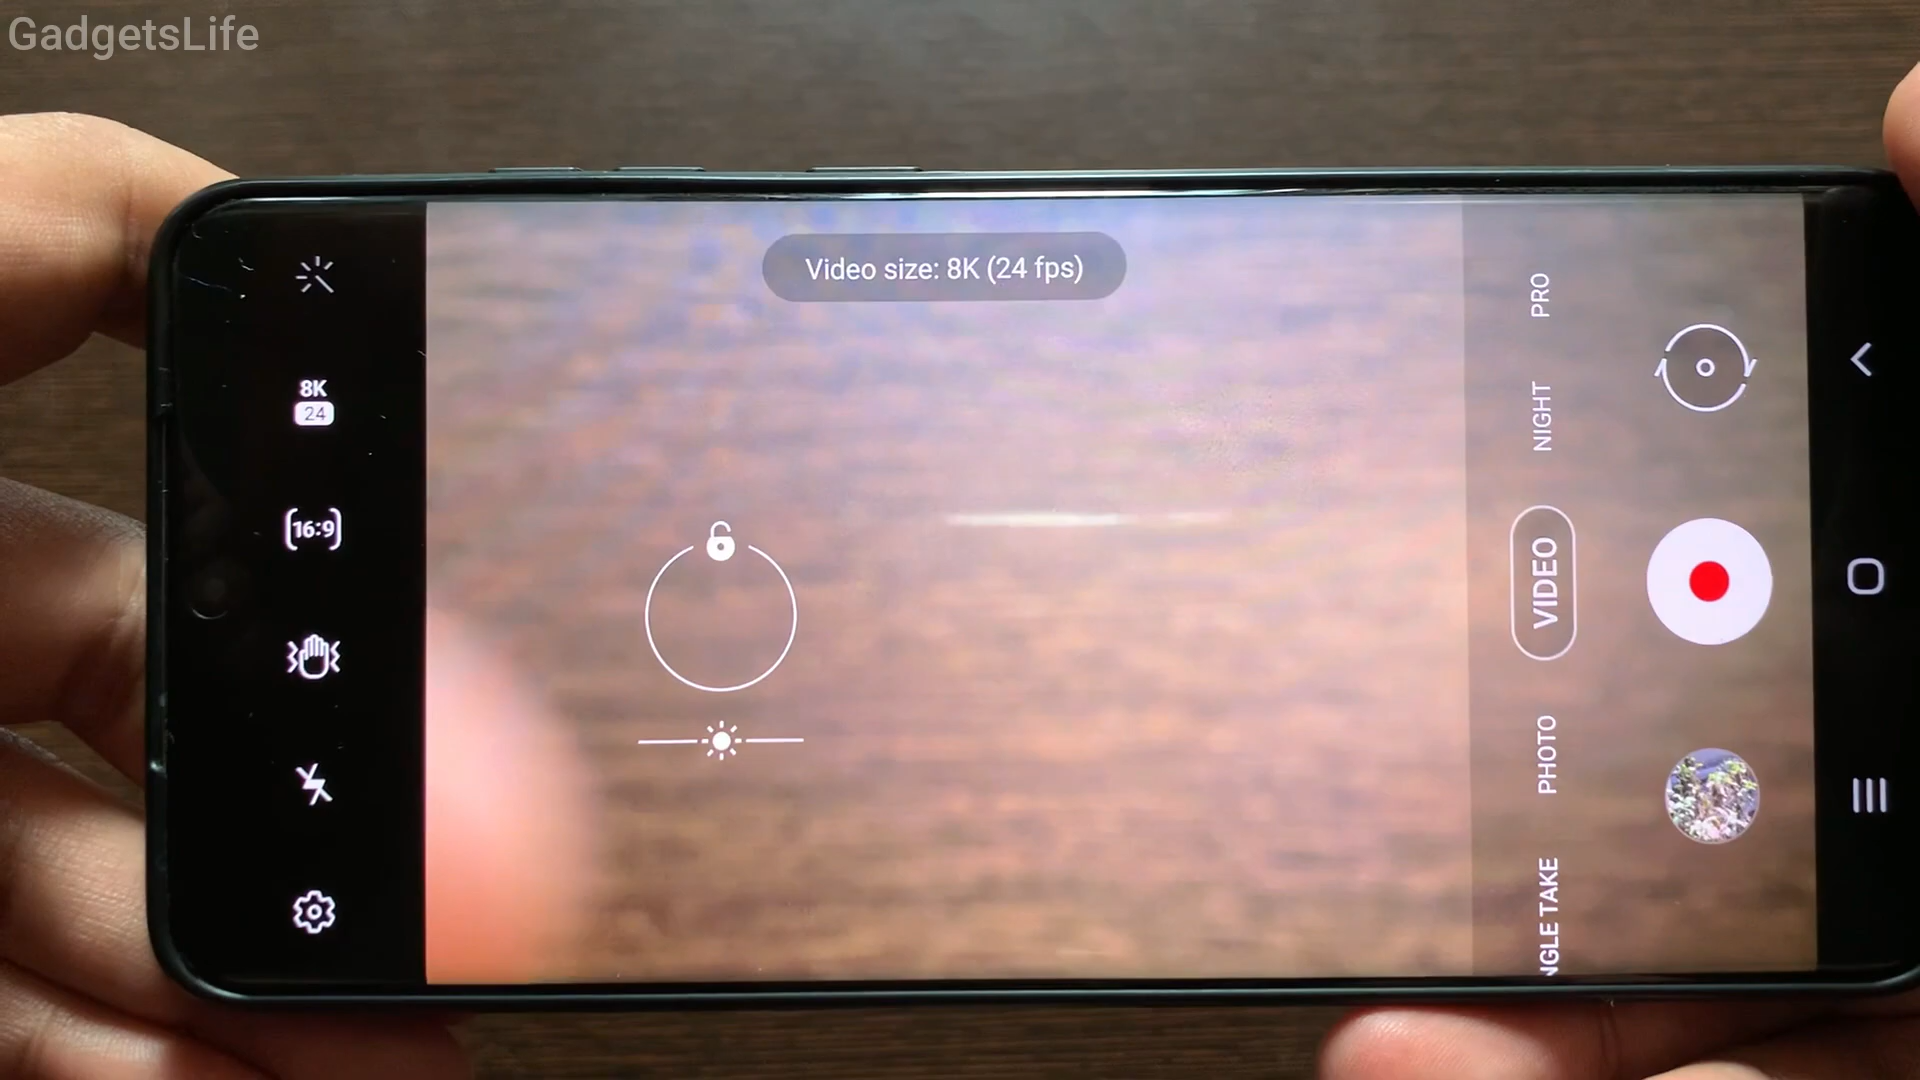 GadgetsLife
Video size: 8K (24 fps)
8K
24
16:9
PRO
NIGHT
VIDEO
PHOTO
NGLE TAKE